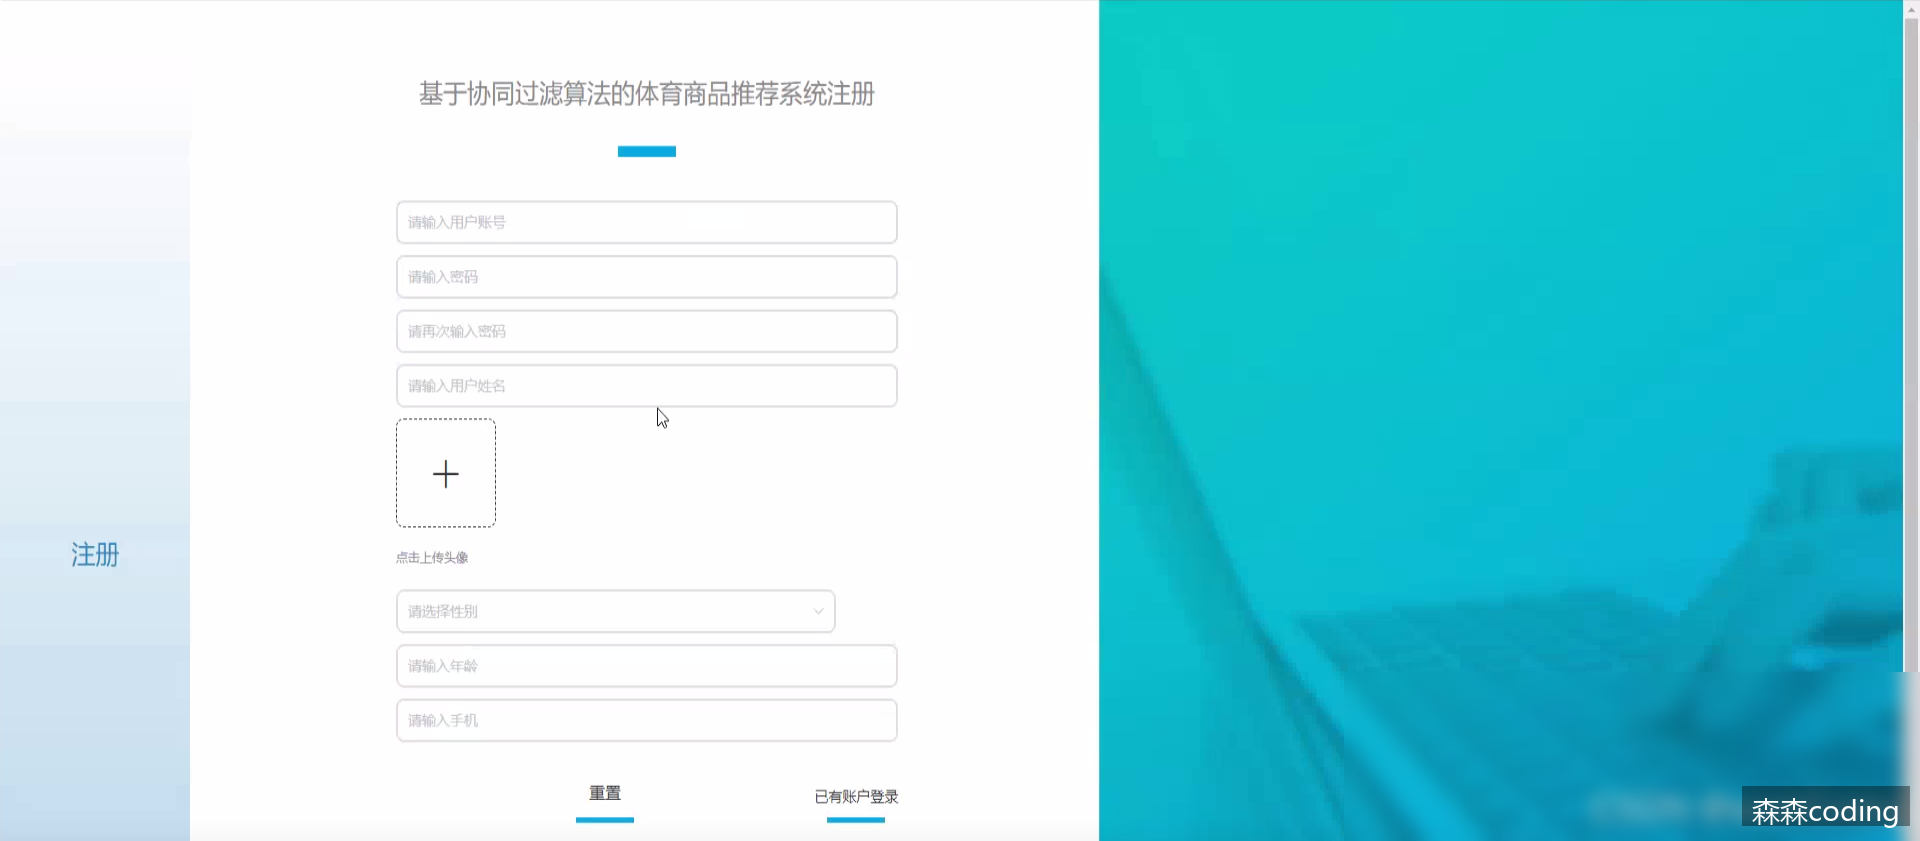 基于协同过滤算法的体育商品推荐系统注册
请输入用户账号
请输入密码
请再次输入密码
请输入用户姓名
点击上传头像
注册
请选择性别
请输入年龄
请输入手机
重置
已有账户登录
森森coding